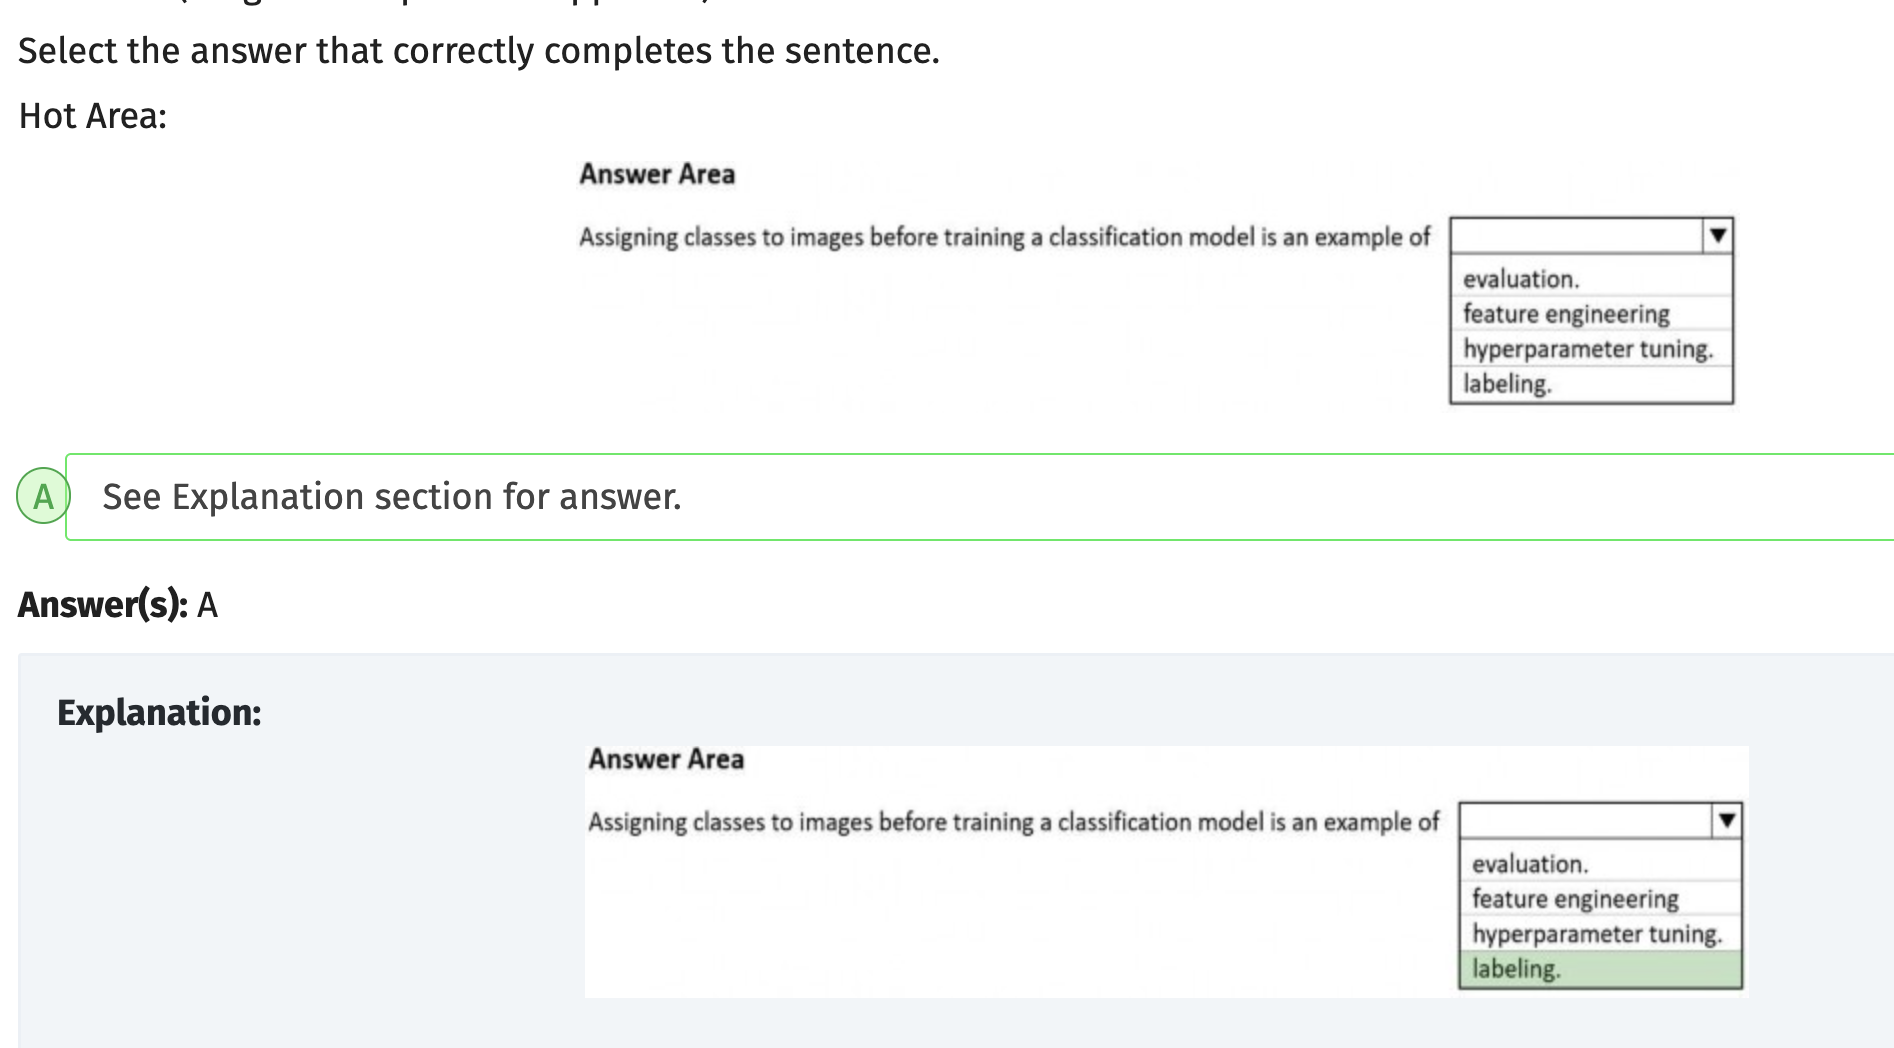 Select the answer that correctly completes the sentence.
Hot Area:
Answer Area
Assigning classes to images before training a classification model is an example of
evaluation.
feature engineering
hyperparameter tuning.
labeling.
A See Explanation section for answer.
Answer(s): A
Explanation:
Answer Area
Assigning classes to images before training a classification model is an example of
evaluation.
feature engineering
hyperparameter tuning.
labeling.